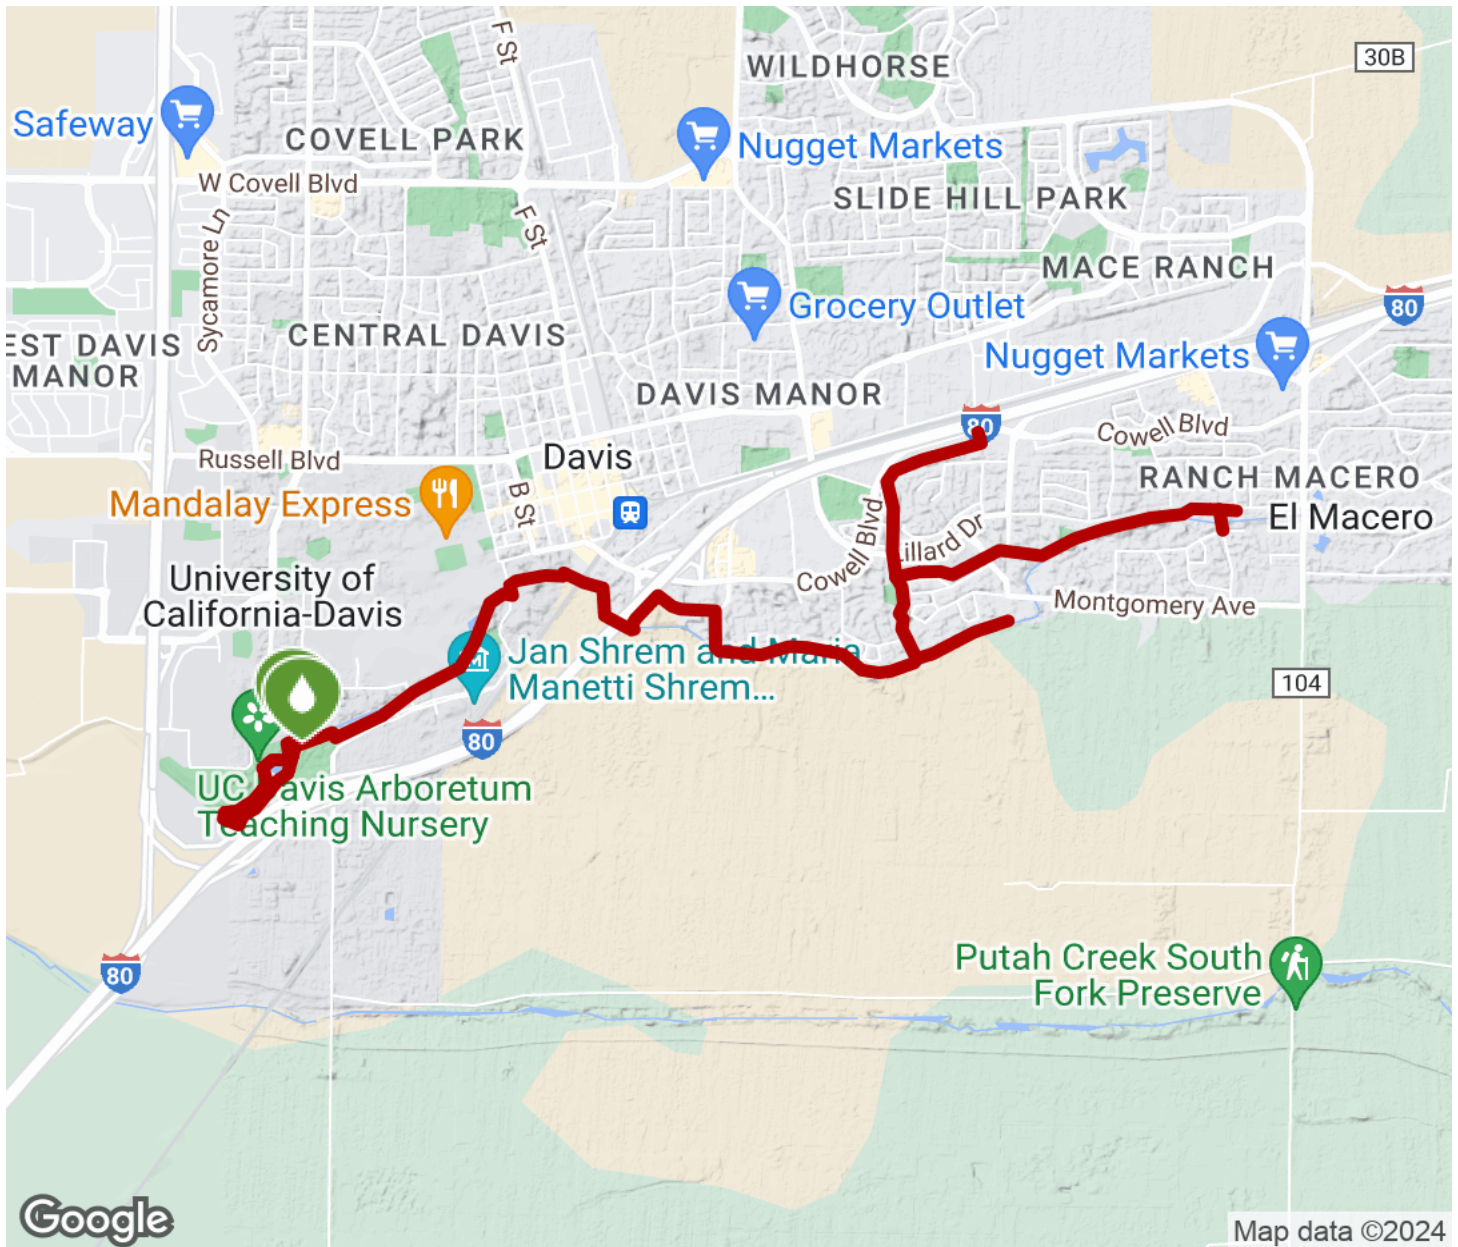 F St
WILDHORSE
30B
Safeway
COVELL PARK
Nugget Markets
W Covell Blvd
SLIDE HILL PARK
Sycamore Ln
F St
MACE RANCH
80
Grocery Outlet
CENTRAL DAVIS
EST DAVIS
MANOR
Nugget Markets
DAVIS MANOR
80
Cowell Blvd
Russell Blvd
Davis
RANCH MACERO
B St
Mandalay Express
El Macero
Cowell Blvd
Lillard Dr
University of
California-Davis
Montgomery Ave
Jan Shrem and Maria
Manetti Shrem...
104
80
UC Davis Arboretum
Teaching Nursery
Putah Creek South
Fork Preserve
80
Google
Map data ©2024